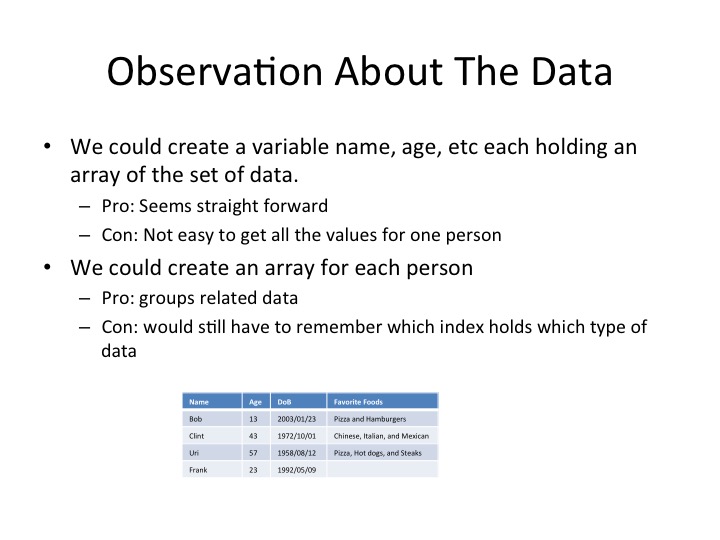 Observation About The Data
• We could create a variable name, age, etc each holding an
array of the set of data.
– Pro: Seems straight forward
– Con: Not easy to get all the values for one person
• We could create an array for each person
– Pro: groups related data
– Con: would still have to remember which index holds which type of
data
Name Age DoB Favorite Foods
Bob 13 2003/01/23 Pizza and Hamburgers
Clint 43 1972/10/01 Chinese, Italian, and Mexican
Uri 57 1958/08/12 Pizza, Hot dogs, and Steaks
Frank 23 1992/05/09